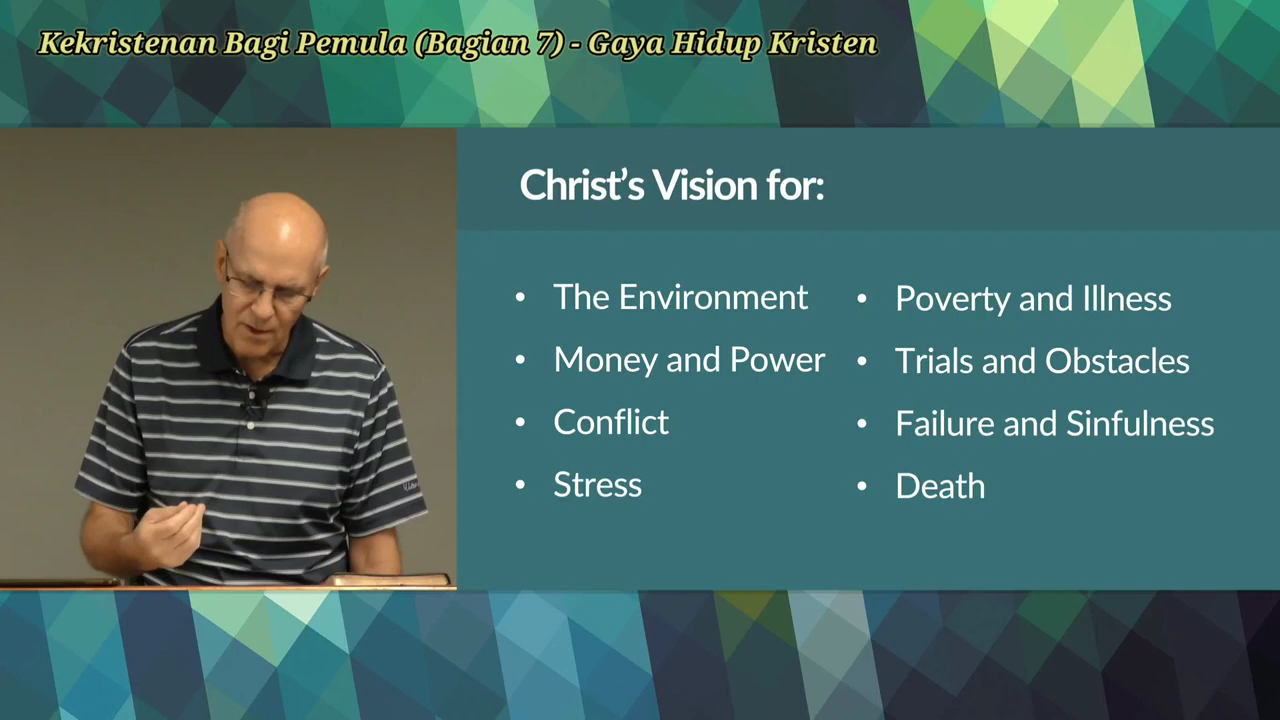 Kekristenan Bagi Pemula (Bagian 7) - Gaya Hidup Kristen
Christ's Vision for:
• The Environment
• Money and Power
• Conflict
• Stress
• Poverty and Illness
• Trials and Obstacles
• Failure and Sinfulness
• Death